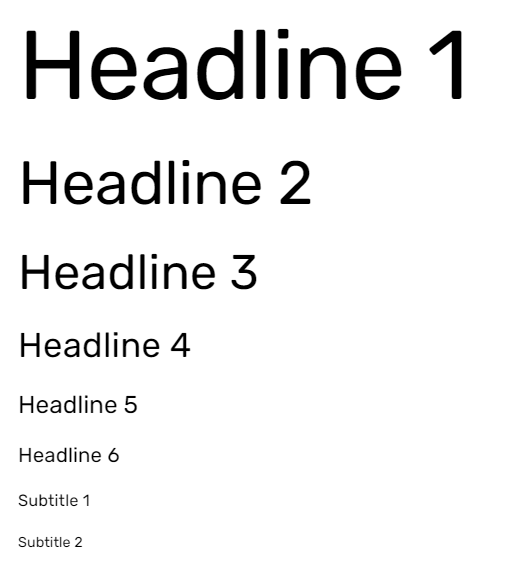 Headline 1
Headline 2
Headline 3
Headline 4
Headline 5
Headline 6
Subtitle 1
Subtitle 2